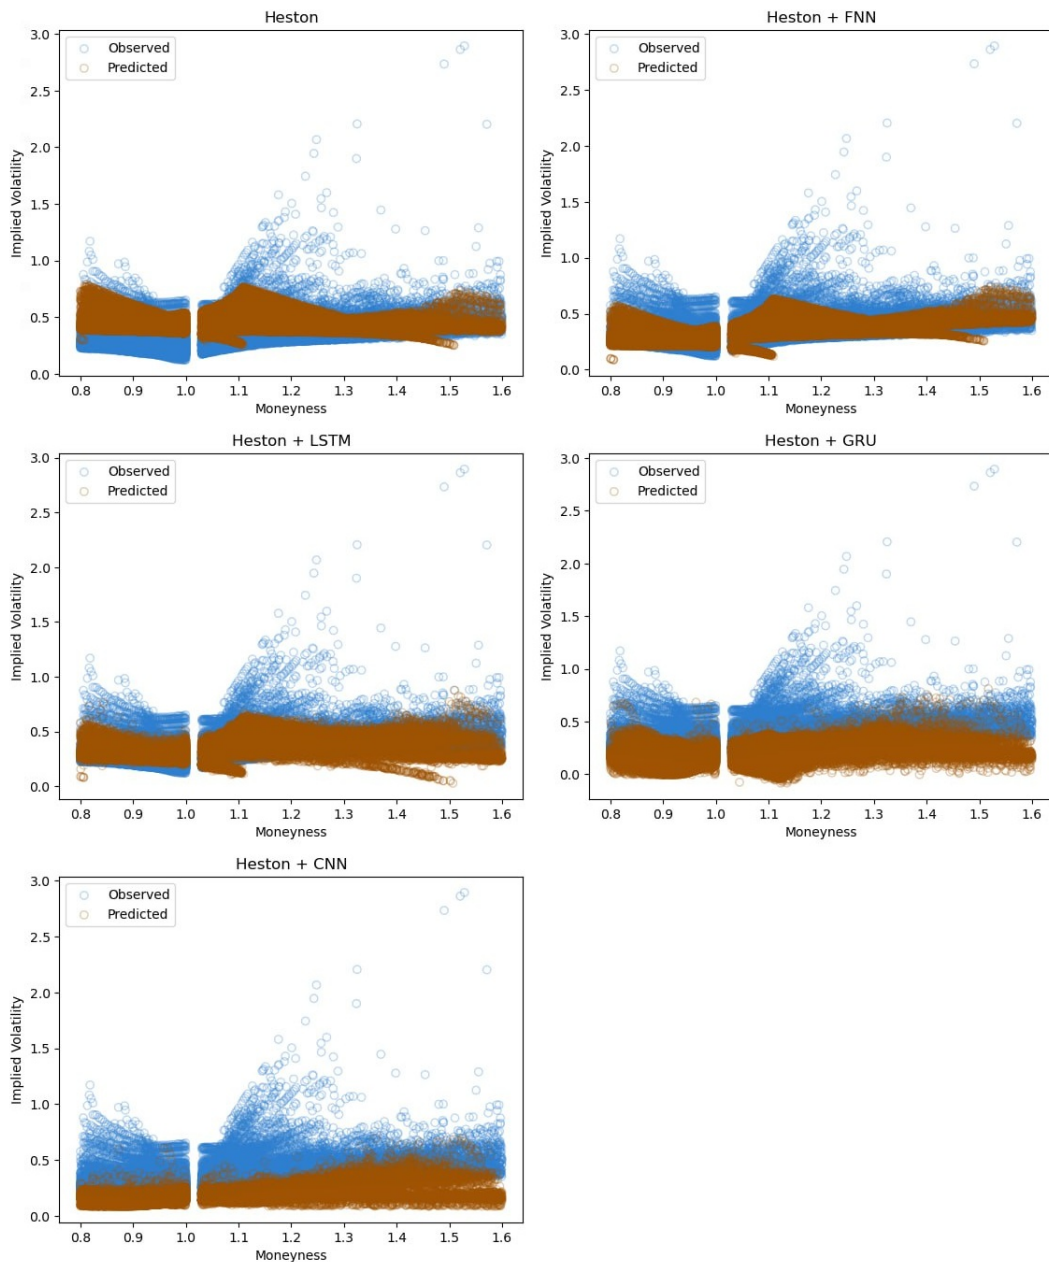 Heston
Observed
Predicted
Implied Volatility
3.0
2.5
2.0
1.5
1.0
0.5
0.0
0.8 0.9 1.0 1.1 1.2 1.3 1.4 1.5 1.6
Moneyness
Heston + FNN
Observed
Predicted
Implied Volatility
3.0
2.5
2.0
1.5
1.0
0.5
0.0
0.8 0.9 1.0 1.1 1.2 1.3 1.4 1.5 1.6
Moneyness
Heston + LSTM
Observed
Predicted
Implied Volatility
3.0
2.5
2.0
1.5
1.0
0.5
0.0
0.8 0.9 1.0 1.1 1.2 1.3 1.4 1.5 1.6
Moneyness
Heston + GRU
Observed
Predicted
Implied Volatility
3.0
2.5
2.0
1.5
1.0
0.5
0.0
0.8 0.9 1.0 1.1 1.2 1.3 1.4 1.5 1.6
Moneyness
Heston + CNN
Observed
Predicted
Implied Volatility
3.0
2.5
2.0
1.5
1.0
0.5
0.0
0.8 0.9 1.0 1.1 1.2 1.3 1.4 1.5 1.6
Moneyness